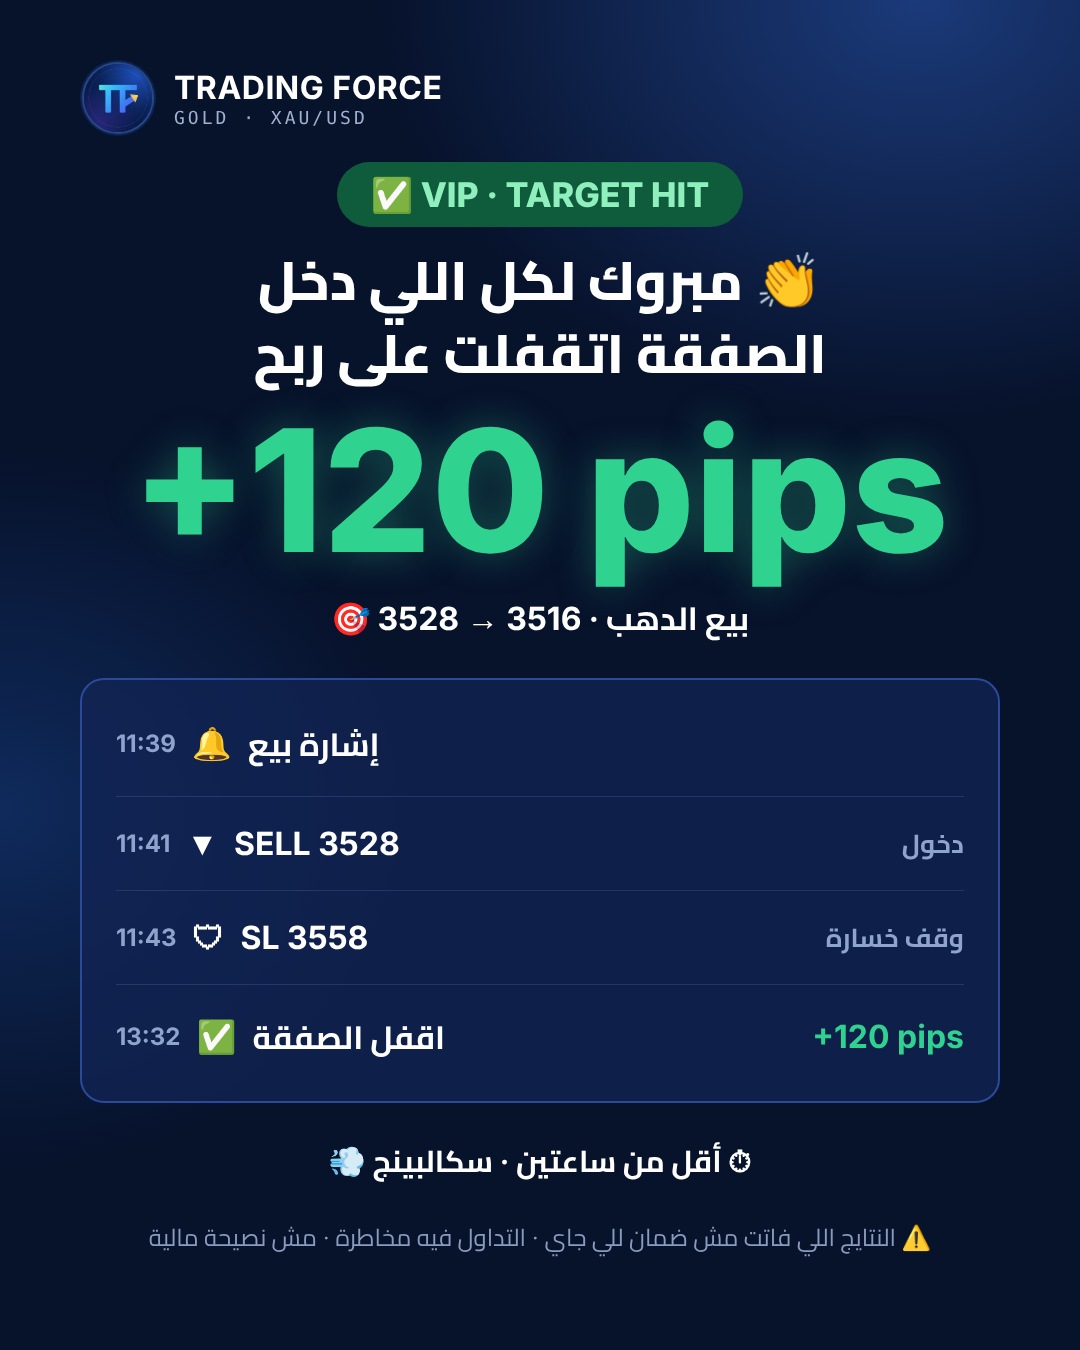 TF
TRADING FORCE
GOLD · XAU/USD
✅ VIP · TARGET HIT
👏 مبروك لكل اللي دخل
الصفقة اتقفلت على ربح
+120 pips
بيع الدهب · 3516 → 3528 🎯
11:39 🔔 إشارة بيع
11:41 ▼ SELL 3528 دخول
11:43 🛡 SL 3558 وقف خسارة
13:32 ✅ اقفل الصفقة +120 pips
⏱ أقل من ساعتين · سكالبينج 💨
⚠️ النتايج اللي فاتت مش ضمان للي جاي · التداول فيه مخاطرة · مش نصيحة مالية